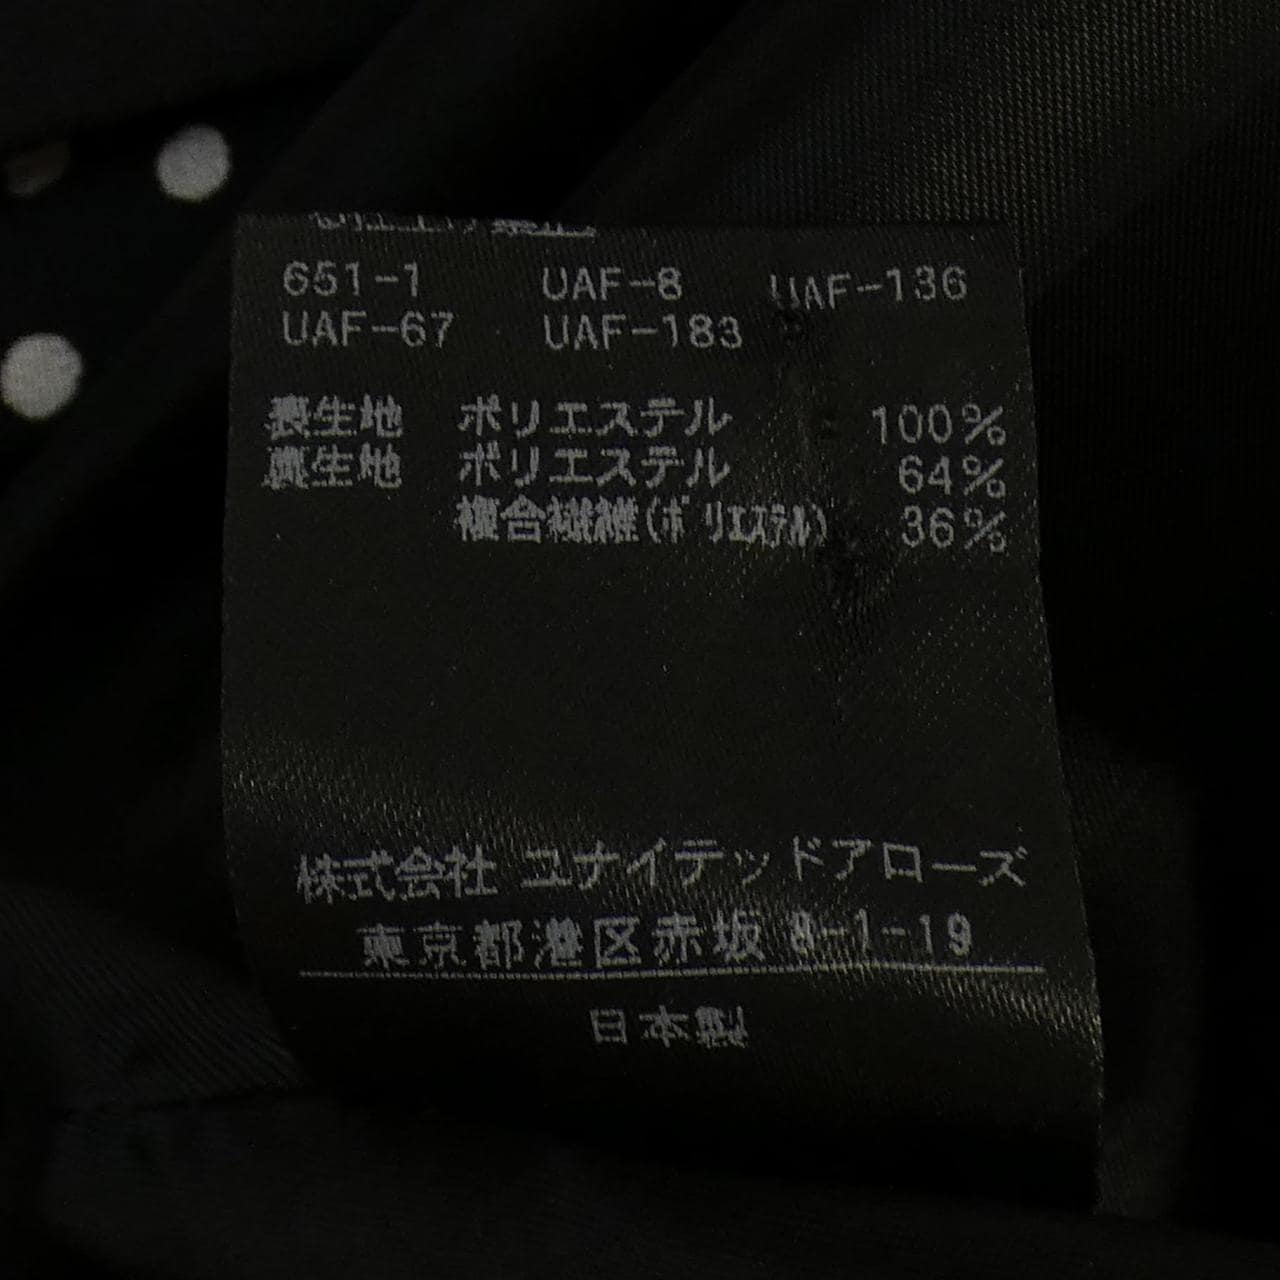 651-1 UAF-8 UAF-136
UAF-67 UAF-183
表生地 ポリエステル 100%
裏生地 ポリエステル 64%
複合繊維(ポリエステル) 36%
株式会社 ユナイテッドアローズ
東京都港区赤坂 8-1-19
日本製